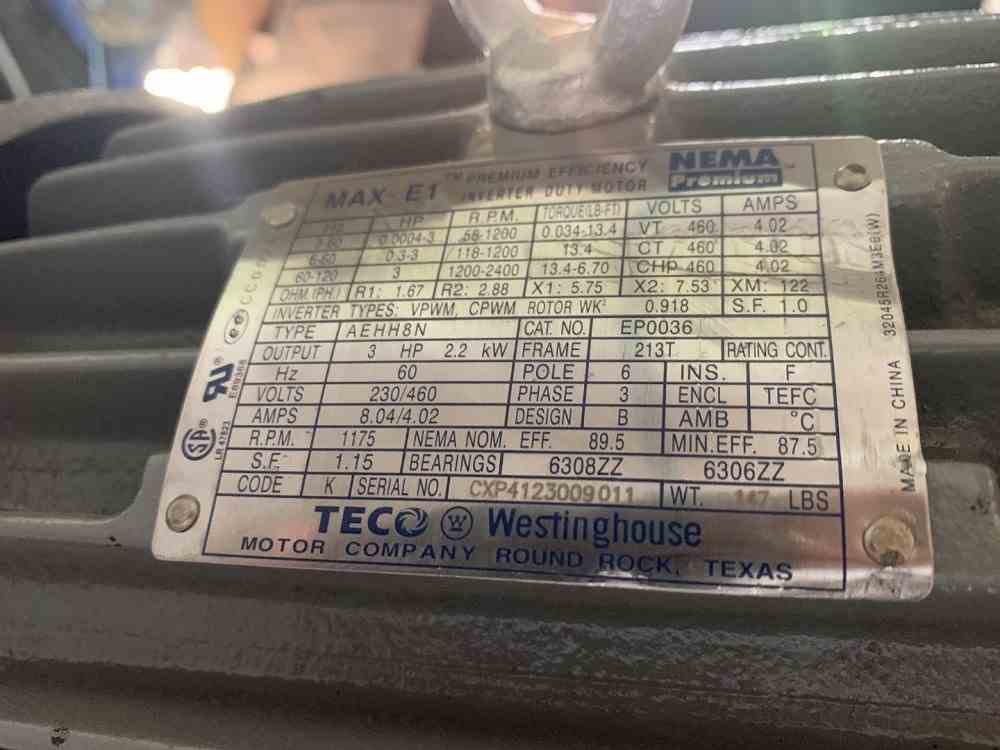 MAX-E1 ™ PREMIUM EFFICIENCY INVERTER DUTY MOTOR NEMA Premium ™
HP R.P.M. TORQUE(LB-FT) VOLTS AMPS
0.0004-3 58-1200 0.034-13.4 VT 460 4.02
6-60 0.3-3 118-1200 13.4 CT 460 4.02
60-120 3 1200-2400 13.4-6.70 CHP 460 4.02
OHM.(PH.) R1: 1.67 R2: 2.88 X1: 5.75 X2: 7.53 XM: 122
INVERTER TYPES: VPWM, CPWM ROTOR WK² 0.918 S.F. 1.0
TYPE AEHH8N CAT. NO. EP0036
OUTPUT 3 HP 2.2 kW FRAME 213T RATING CONT.
Hz 60 POLE 6 INS. F
VOLTS 230/460 PHASE 3 ENCL TEFC
AMPS 8.04/4.02 DESIGN B AMB °C
R.P.M. 1175 NEMA NOM. EFF. 89.5 MIN.EFF. 87.5
S.F. 1.15 BEARINGS 6308ZZ 6306ZZ
CODE K SERIAL NO. CXP4123009011 WT. 147 LBS
TECO W Westinghouse
MOTOR COMPANY ROUND ROCK, TEXAS
ee
RU
SA
MADE IN CHINA